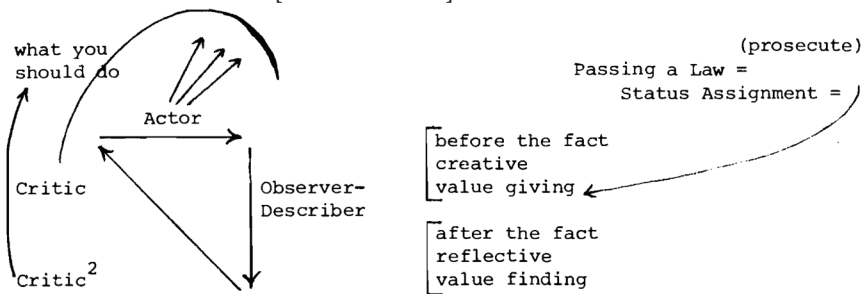 what you
should do
Actor
Critic
Observer-
Describer
Critic²
(prosecute)
Passing a Law =
Status Assignment =
before the fact
creative
value giving
after the fact
reflective
value finding